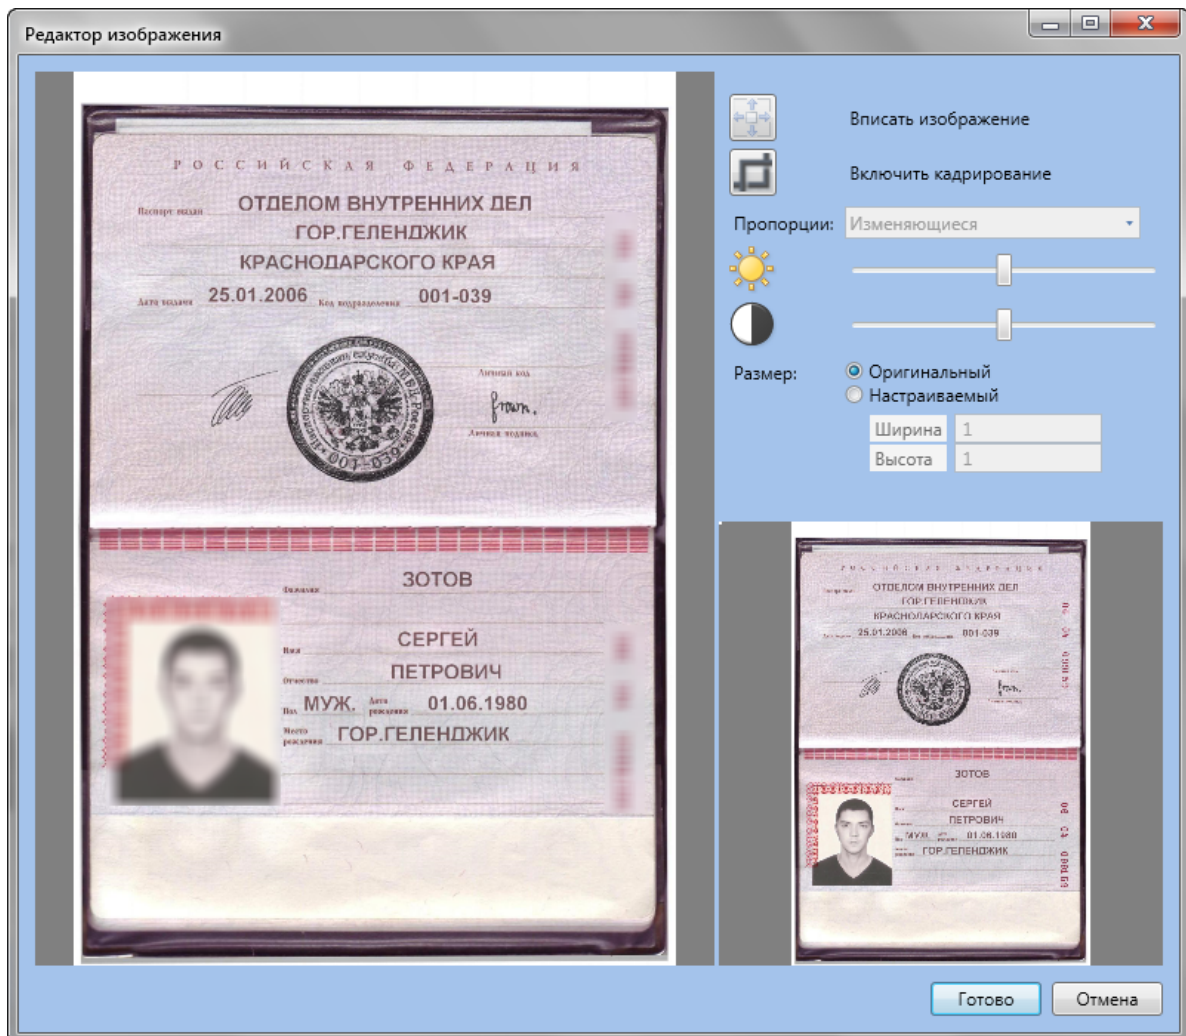 Редактор изображения
РОССИЙСКАЯ ФЕДЕРАЦИЯ
Паспорт выдан ОТДЕЛОМ ВНУТРЕННИХ ДЕЛ
ГОР.ГЕЛЕНДЖИК
КРАСНОДАРСКОГО КРАЯ
Дата выдачи 25.01.2006 Код подразделения 001-039
Личный код
Личная подпись
001-039
Фамилия ЗОТОВ
Имя СЕРГЕЙ
Отчество ПЕТРОВИЧ
Пол МУЖ. Дата рождения 01.06.1980
Место рождения ГОР.ГЕЛЕНДЖИК
Вписать изображение
Включить кадрирование
Пропорции: Изменяющиеся
Размер: Оригинальный
Настраиваемый
Ширина 1
Высота 1
РОССИЙСКАЯ ФЕДЕРАЦИЯ
ОТДЕЛОМ ВНУТРЕННИХ ДЕЛ
ГОР.ГЕЛЕНДЖИК
КРАСНОДАРСКОГО КРАЯ
25.01.2006 001-039
ЗОТОВ
СЕРГЕЙ
ПЕТРОВИЧ
МУЖ. 01.06.1980
ГОР.ГЕЛЕНДЖИК
Готово Отмена